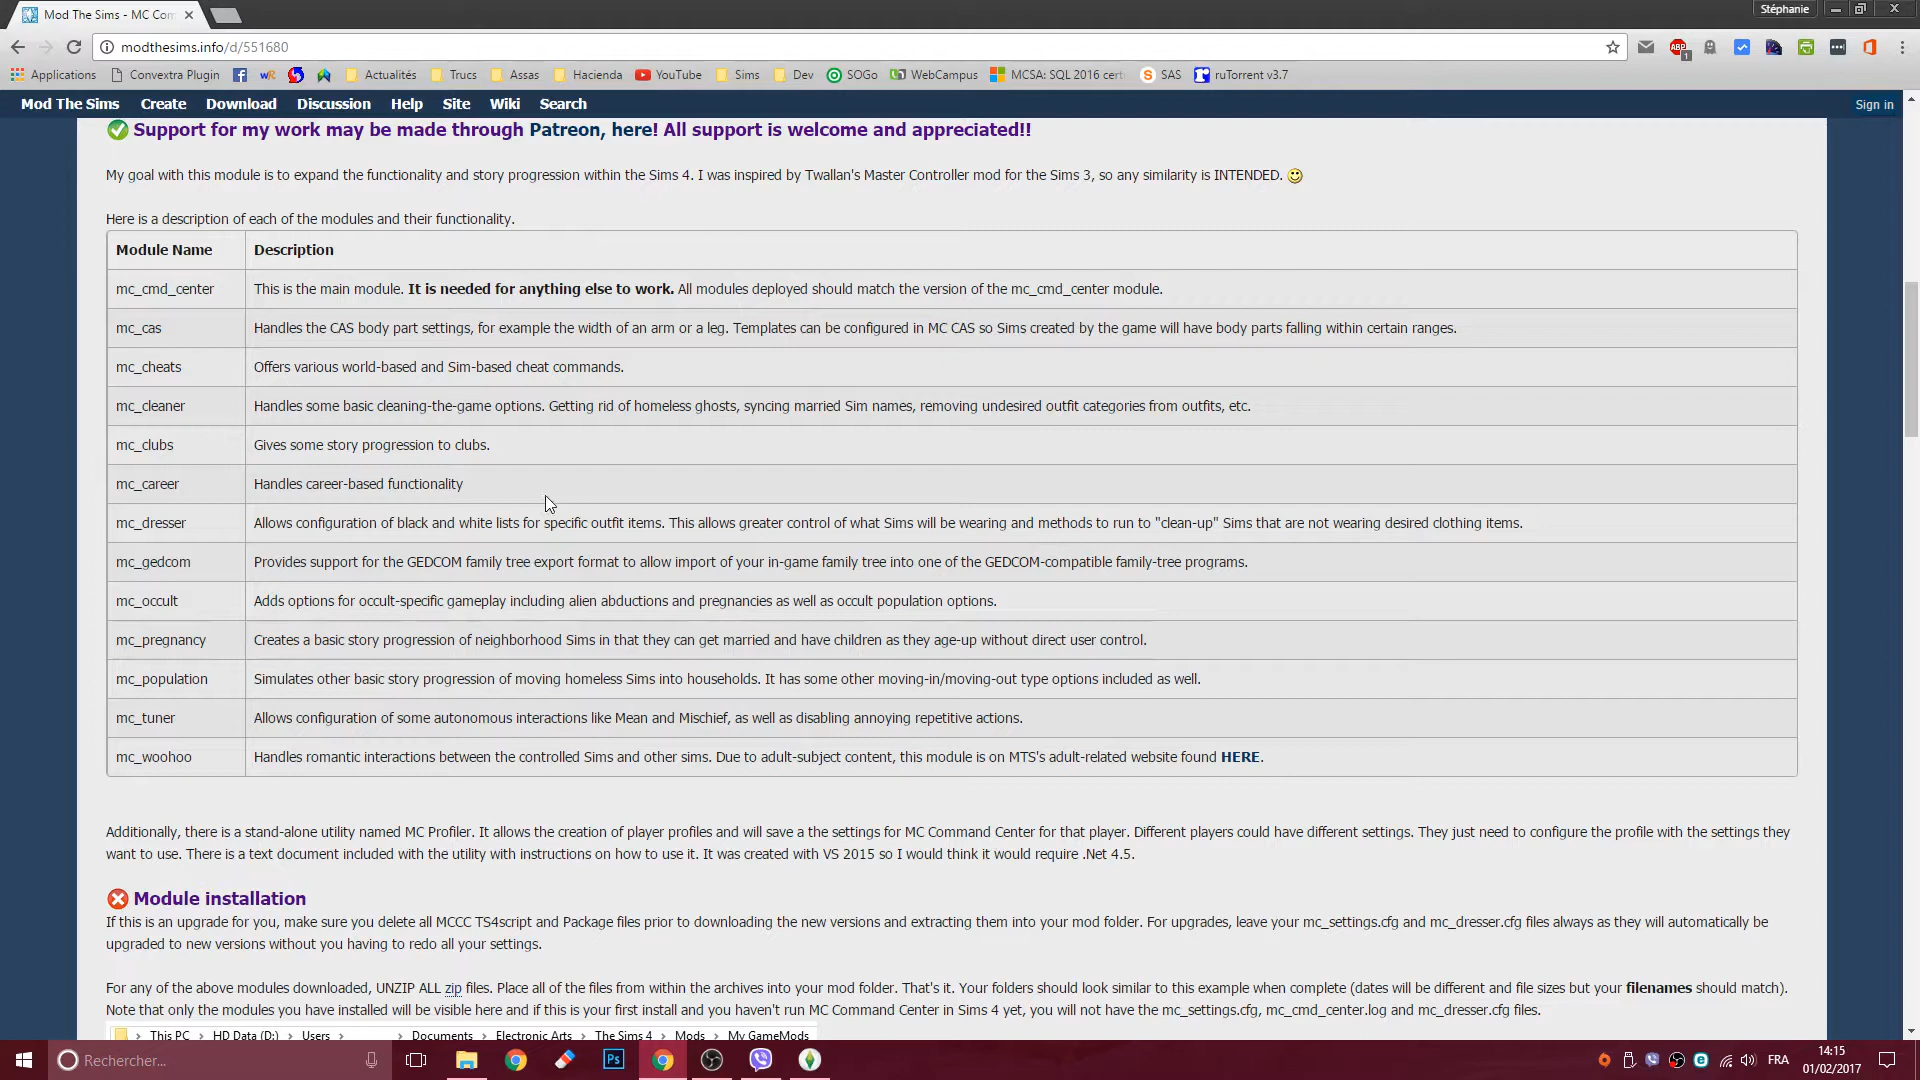 Mod The Sims - MC Com
Stéphanie
modthesims.info/d/551680
Applications Convextra Plugin Actualités Trucs Assas Hacienda YouTube Sims Dev SOGo WebCampus MCSA: SQL 2016 cert SAS ruTorrent v3.7
Mod The Sims Create Download Discussion Help Site Wiki Search Sign in
Support for my work may be made through Patreon, here! All support is welcome and appreciated!!
My goal with this module is to expand the functionality and story progression within the Sims 4. I was inspired by Twallan's Master Controller mod for the Sims 3, so any similarity is INTENDED.
Here is a description of each of the modules and their functionality.
Module Name Description
mc_cmd_center This is the main module. It is needed for anything else to work. All modules deployed should match the version of the mc_cmd_center module.
mc_cas Handles the CAS body part settings, for example the width of an arm or a leg. Templates can be configured in MC CAS so Sims created by the game will have body parts falling within certain ranges.
mc_cheats Offers various world-based and Sim-based cheat commands.
mc_cleaner Handles some basic cleaning-the-game options. Getting rid of homeless ghosts, syncing married Sim names, removing undesired outfit categories from outfits, etc.
mc_clubs Gives some story progression to clubs.
mc_career Handles career-based functionality
mc_dresser Allows configuration of black and white lists for specific outfit items. This allows greater control of what Sims will be wearing and methods to run to "clean-up" Sims that are not wearing desired clothing items.
mc_gedcom Provides support for the GEDCOM family tree export format to allow import of your in-game family tree into one of the GEDCOM-compatible family-tree programs.
mc_occult Adds options for occult-specific gameplay including alien abductions and pregnancies as well as occult population options.
mc_pregnancy Creates a basic story progression of neighborhood Sims in that they can get married and have children as they age-up without direct user control.
mc_population Simulates other basic story progression of moving homeless Sims into households. It has some other moving-in/moving-out type options included as well.
mc_tuner Allows configuration of some autonomous interactions like Mean and Mischief, as well as disabling annoying repetitive actions.
mc_woohoo Handles romantic interactions between the controlled Sims and other sims. Due to adult-subject content, this module is on MTS's adult-related website found HERE.
Additionally, there is a stand-alone utility named MC Profiler. It allows the creation of player profiles and will save a the settings for MC Command Center for that player. Different players could have different settings. They just need to configure the profile with the settings they
want to use. There is a text document included with the utility with instructions on how to use it. It was created with VS 2015 so I would think it would require .Net 4.5.
Module installation
If this is an upgrade for you, make sure you delete all MCCC TS4script and Package files prior to downloading the new versions and extracting them into your mod folder. For upgrades, leave your mc_settings.cfg and mc_dresser.cfg files always as they will automatically be
upgraded to new versions without you having to redo all your settings.
For any of the above modules downloaded, UNZIP ALL zip files. Place all of the files from within the archives into your mod folder. That's it. Your folders should look similar to this example when complete (dates will be different and file sizes but your filenames should match).
Note that only the modules you have installed will be visible here and if this is your first install and you haven't run MC Command Center in Sims 4 yet, you will not have the mc_settings.cfg, mc_cmd_center.log and mc_dresser.cfg files.
This PC › HD Data (D:) › Users › › Documents › Electronic Arts › The Sims 4 › Mods › My GameMods
Rechercher...
Ps
FRA
14:15
01/02/2017